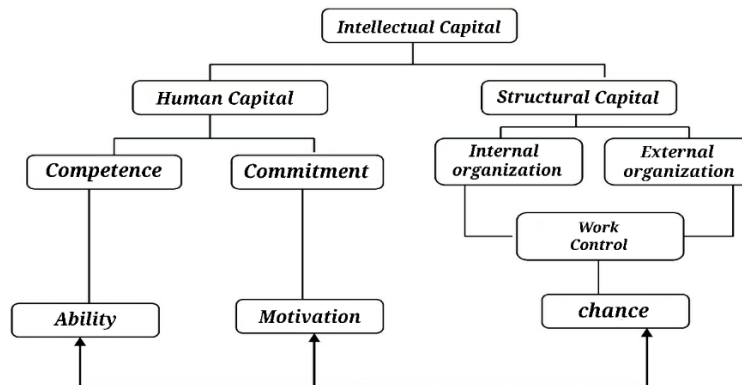 Intellectual Capital
Human Capital
Structural Capital
Competence
Commitment
Internal
organization
External
organization
Work
Control
Ability
Motivation
chance